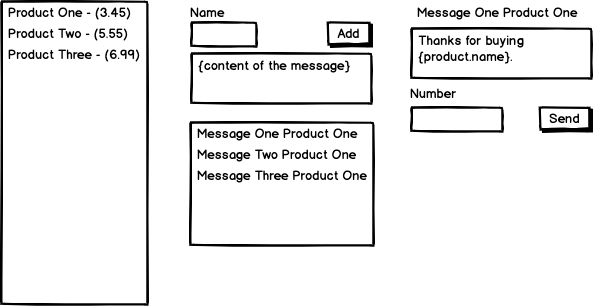 Product One - (3.45)
Product Two - (5.55)
Product Three - (6.99)
Name
Add
{content of the message}
Message One Product One
Message Two Product One
Message Three Product One
Message One Product One
Thanks for buying
{product.name}.
Number
Send